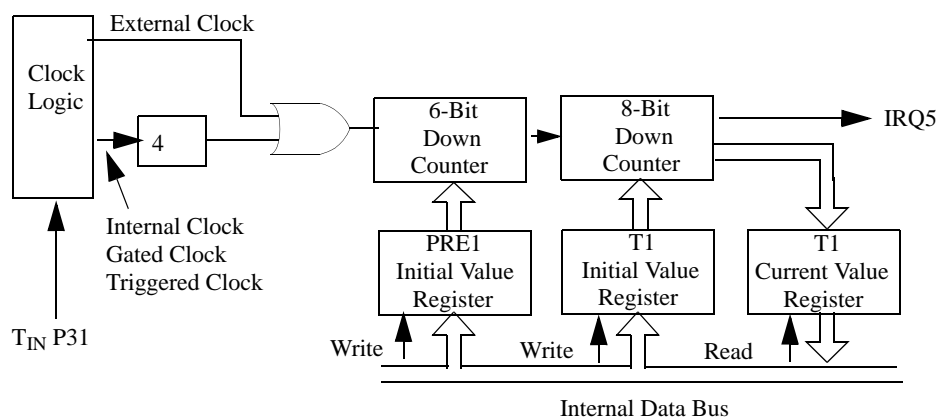 External Clock
Clock
Logic
4
6-Bit
Down
Counter
8-Bit
Down
Counter
IRQ5
Internal Clock
Gated Clock
Triggered Clock
PRE1
Initial Value
Register
T1
Initial Value
Register
T1
Current Value
Register
TIN P31
Write
Write
Read
Internal Data Bus